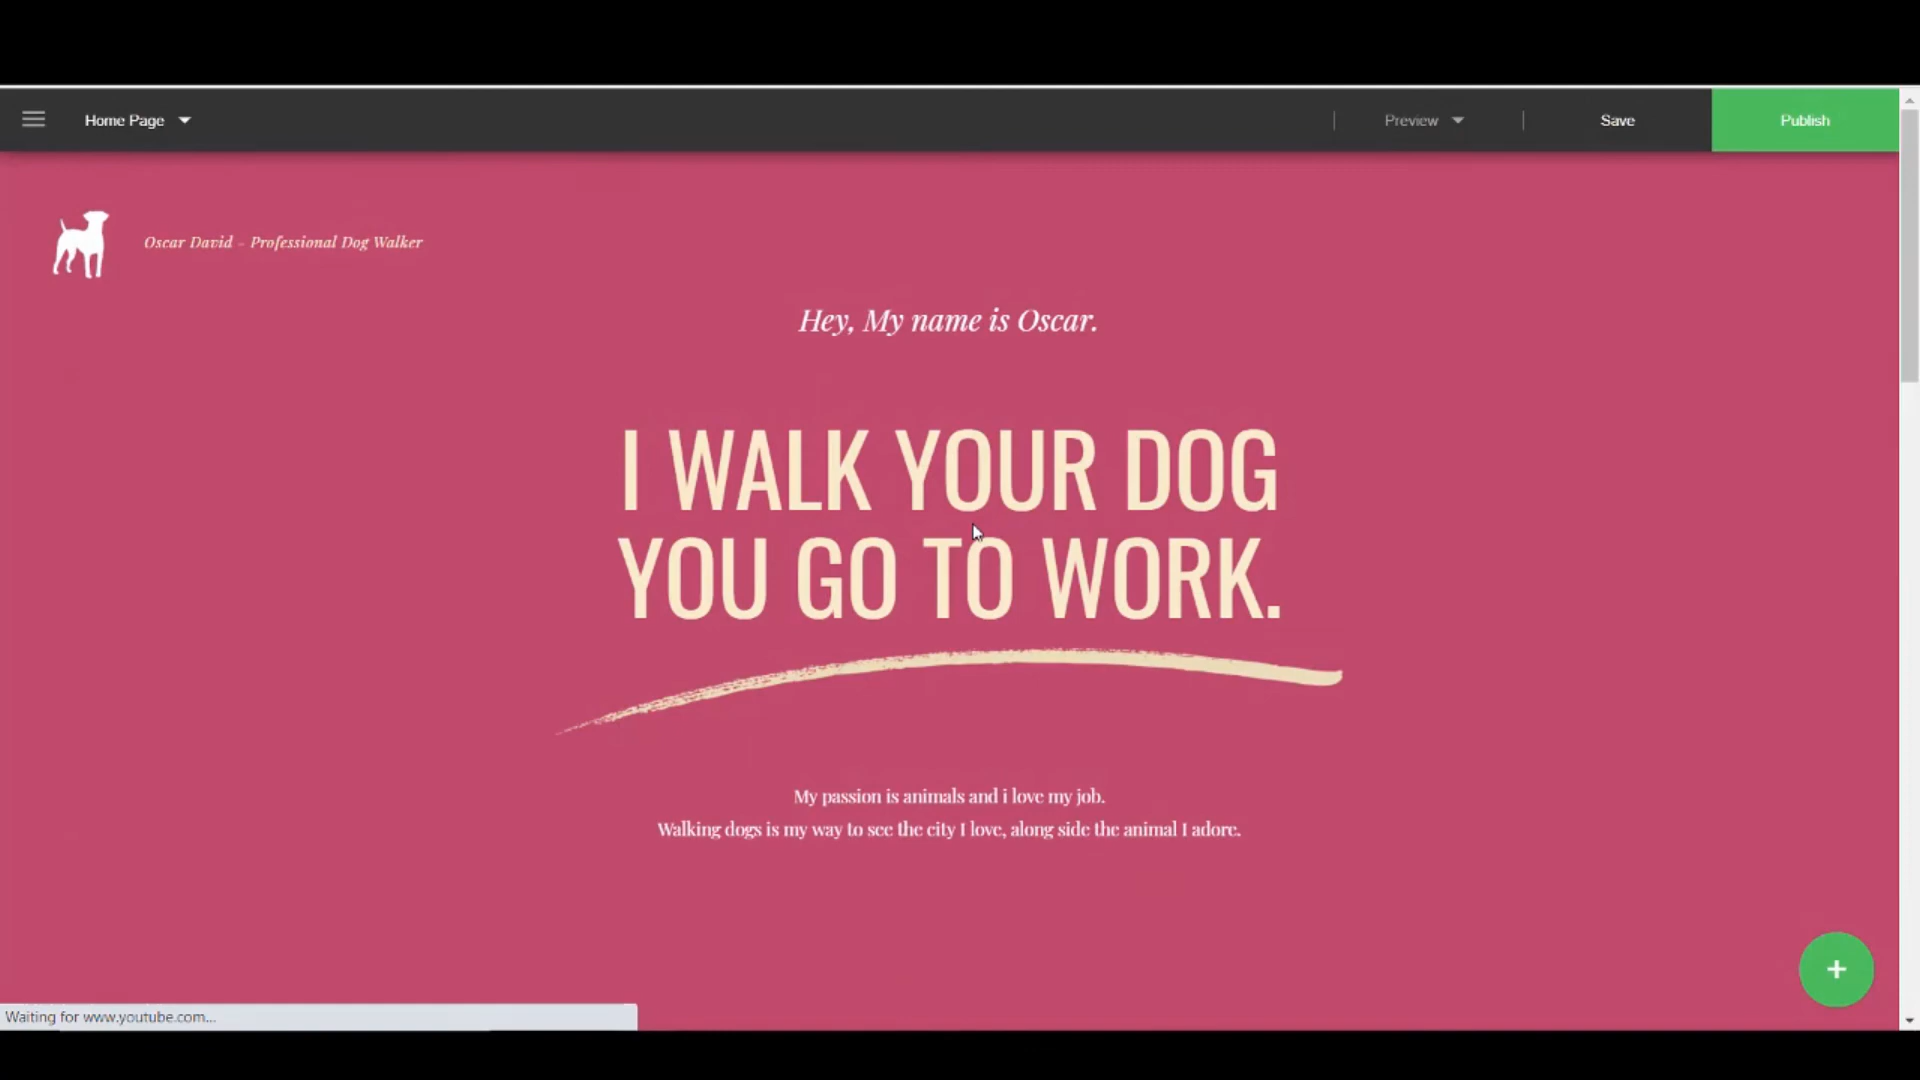 Home Page
Preview
Save
Publish
Oscar David - Professional Dog Walker
Hey, My name is Oscar.
I WALK YOUR DOG
YOU GO TO WORK.
My passion is animals and i love my job.
Walking dogs is my way to see the city I love, along side the animal I adore.
+
Waiting for www.youtube.com...